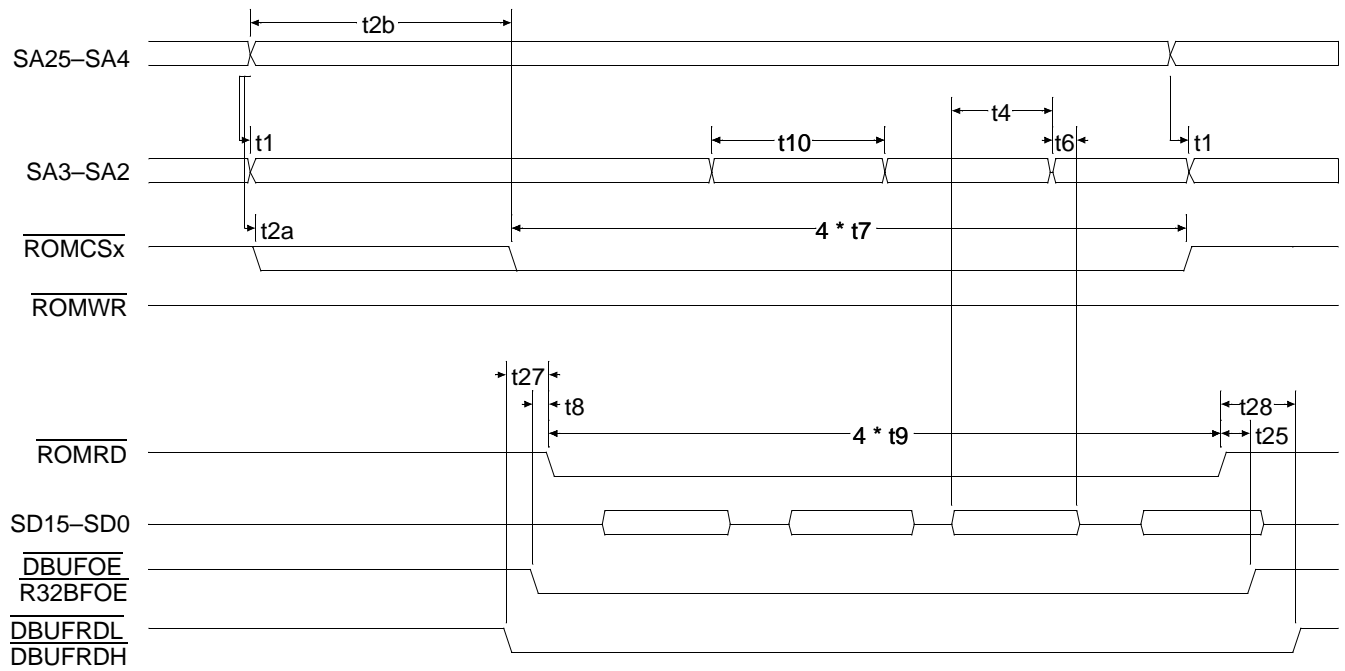 t2b
SA25–SA4
t4
t1
t10
t6
t1
SA3–SA2
t2a
4 * t7
ROMCSx
ROMWR
t27
t8
t28
4 * t9
t25
ROMRD
SD15–SD0
DBUFOE
R32BFOE
DBUFRDL
DBUFRDH